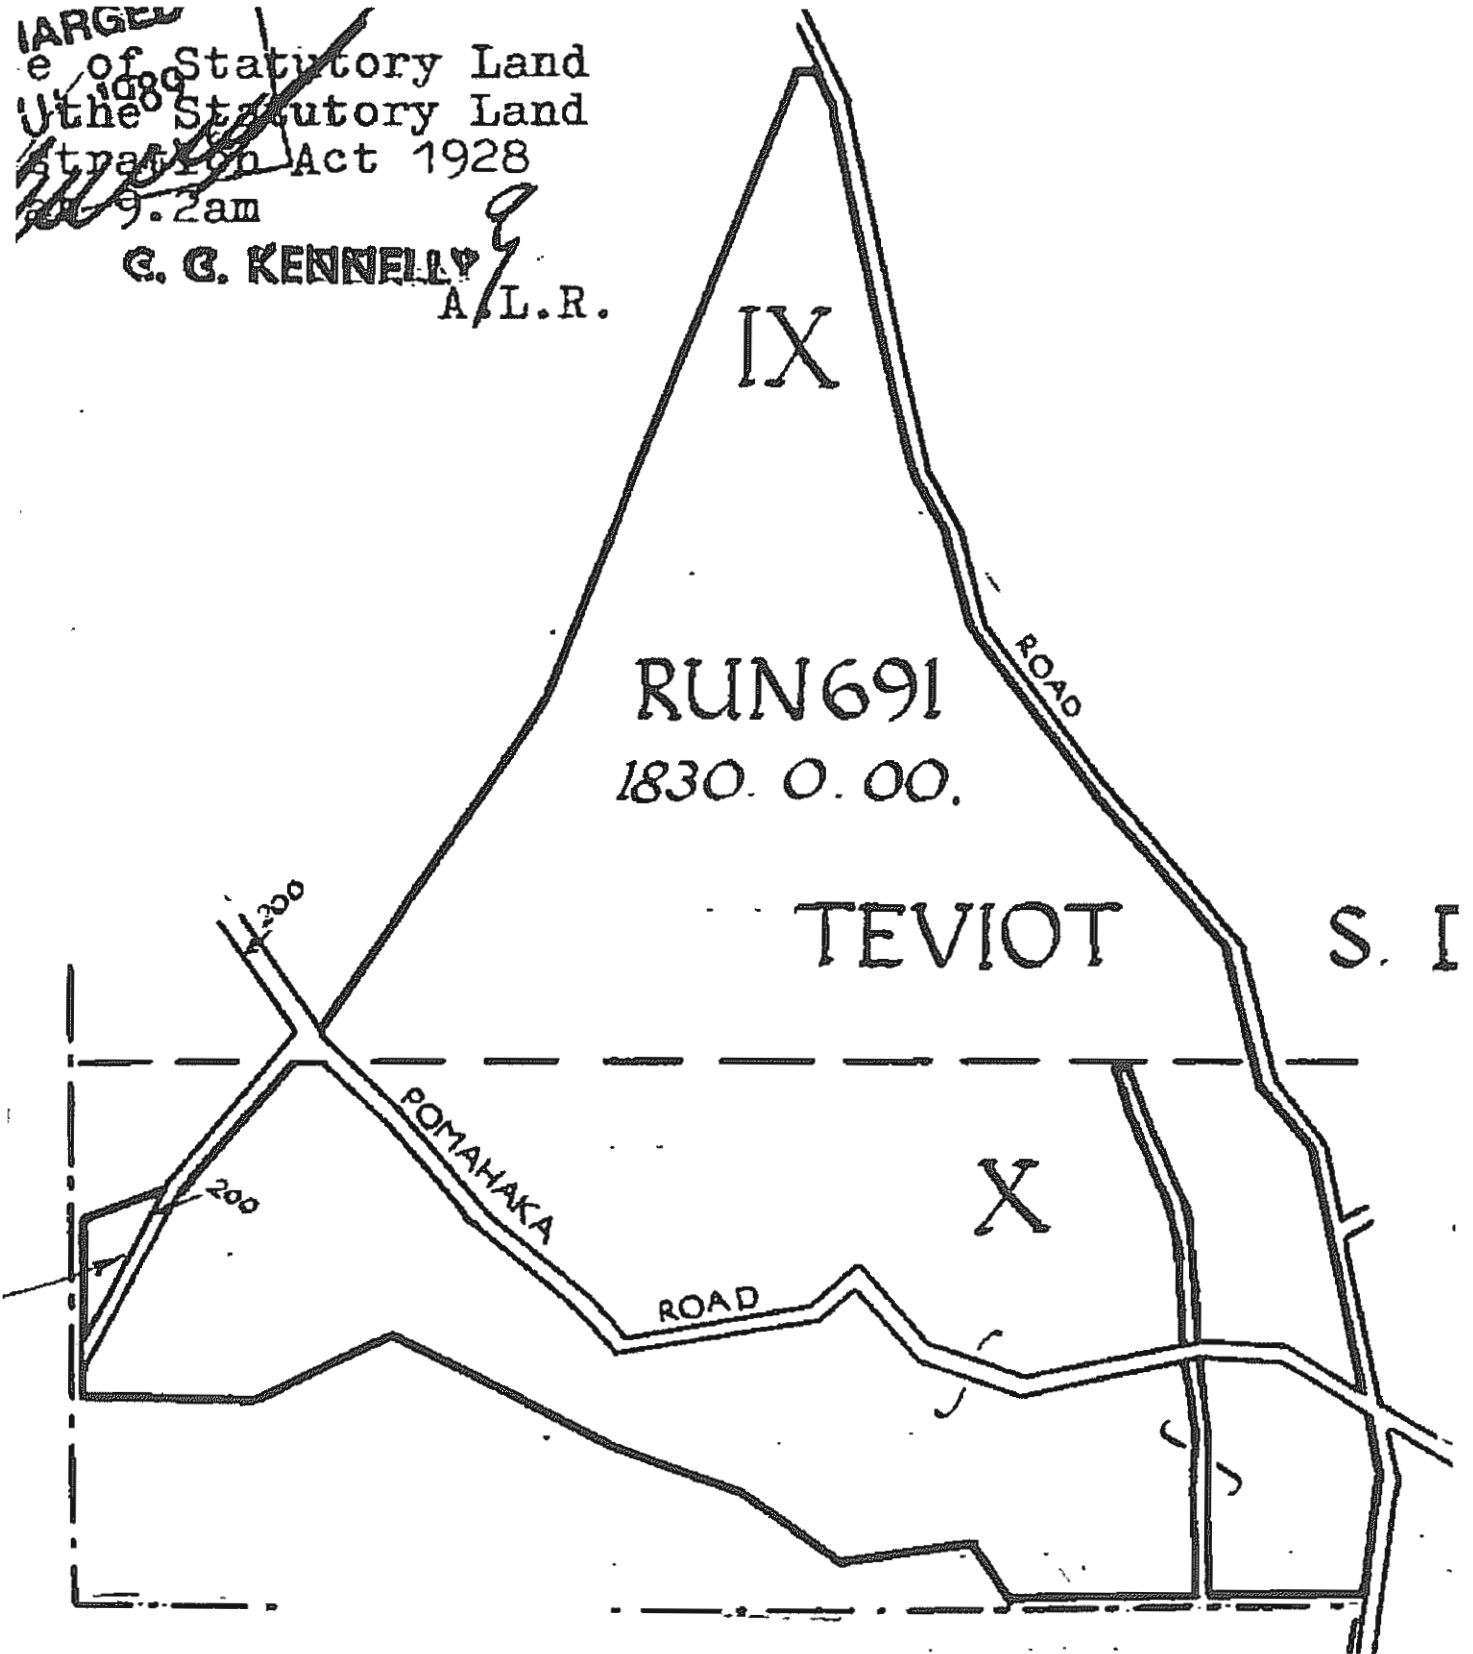 e of Statutory Land
the Statutory Land
Act 1928
9.2am
C. C. KENNELLY
A.L.R.
IX
ROAD
RUN 691
1830. 0. 00.
200
TEVIOT S.
POMAHAKA
X
200
ROAD